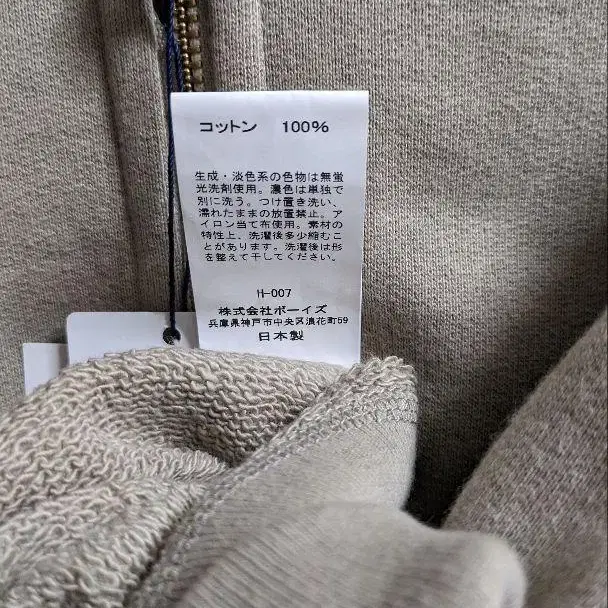 コットン 100%
生成・淡色系の色物は無蛍
光洗剤使用。濃色は単独で
別に洗う。つけ置き洗い、
濡れたままの放置禁止。ア
イロン当て布使用。素材の
特性上、洗濯後多少縮むこ
とがあります。洗濯後は形
を整えて干してください。
H-007
株式会社ボーイズ
兵庫県神戸市中央区浪花町59
日本製